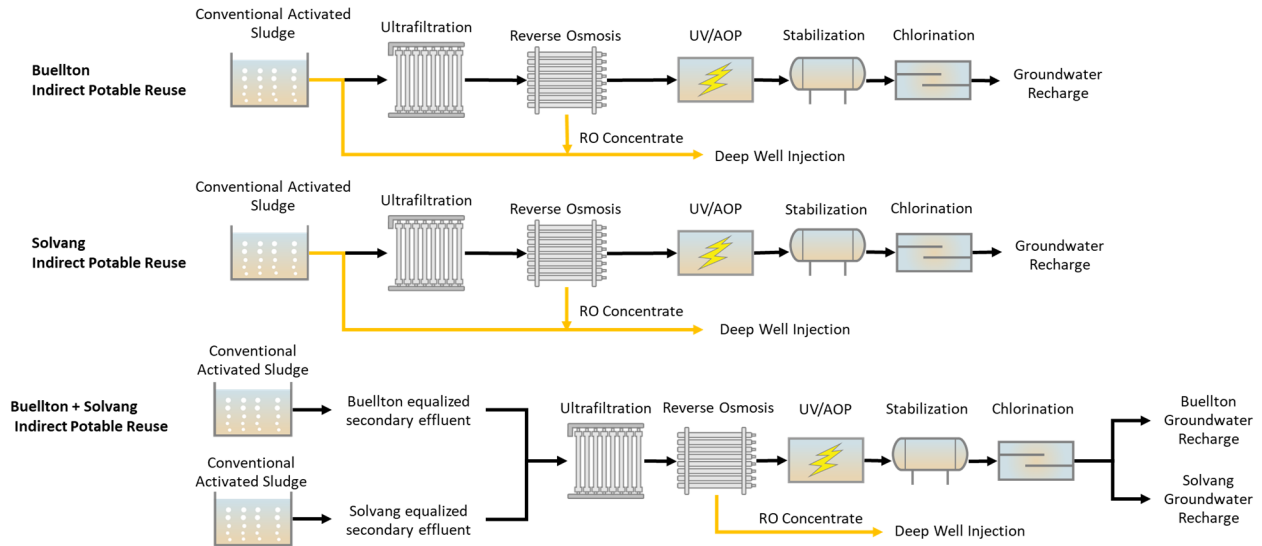 Buellton
Indirect Potable Reuse
Conventional Activated
Sludge
Ultrafiltration
Reverse Osmosis
UV/AOP
Stabilization
Chlorination
Groundwater
Recharge
RO Concentrate
Deep Well Injection
Solvang
Indirect Potable Reuse
Conventional Activated
Sludge
Ultrafiltration
Reverse Osmosis
UV/AOP
Stabilization
Chlorination
Groundwater
Recharge
RO Concentrate
Deep Well Injection
Buellton + Solvang
Indirect Potable Reuse
Conventional
Activated Sludge
Buellton equalized
secondary effluent
Conventional
Activated Sludge
Solvang equalized
secondary effluent
Ultrafiltration
Reverse Osmosis
UV/AOP
Stabilization
Chlorination
Buellton
Groundwater
Recharge
Solvang
Groundwater
Recharge
RO Concentrate
Deep Well Injection